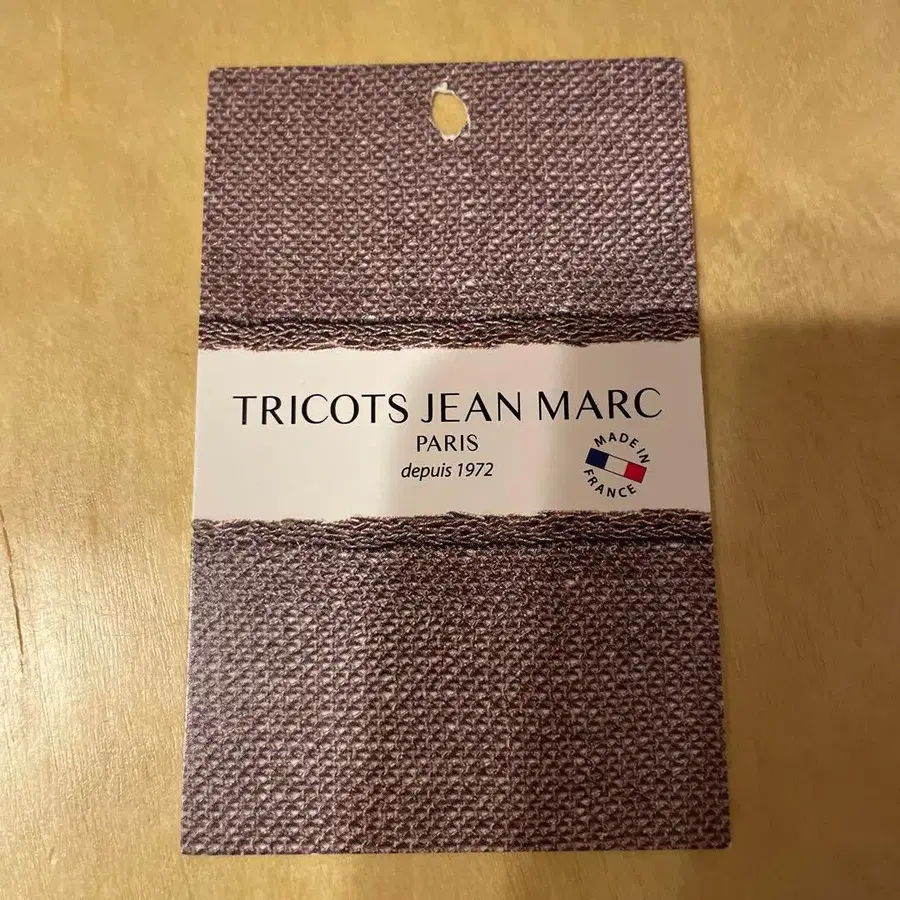 TRICOTS JEAN MARC
PARIS
depuis 1972
MADE IN
FRANCE